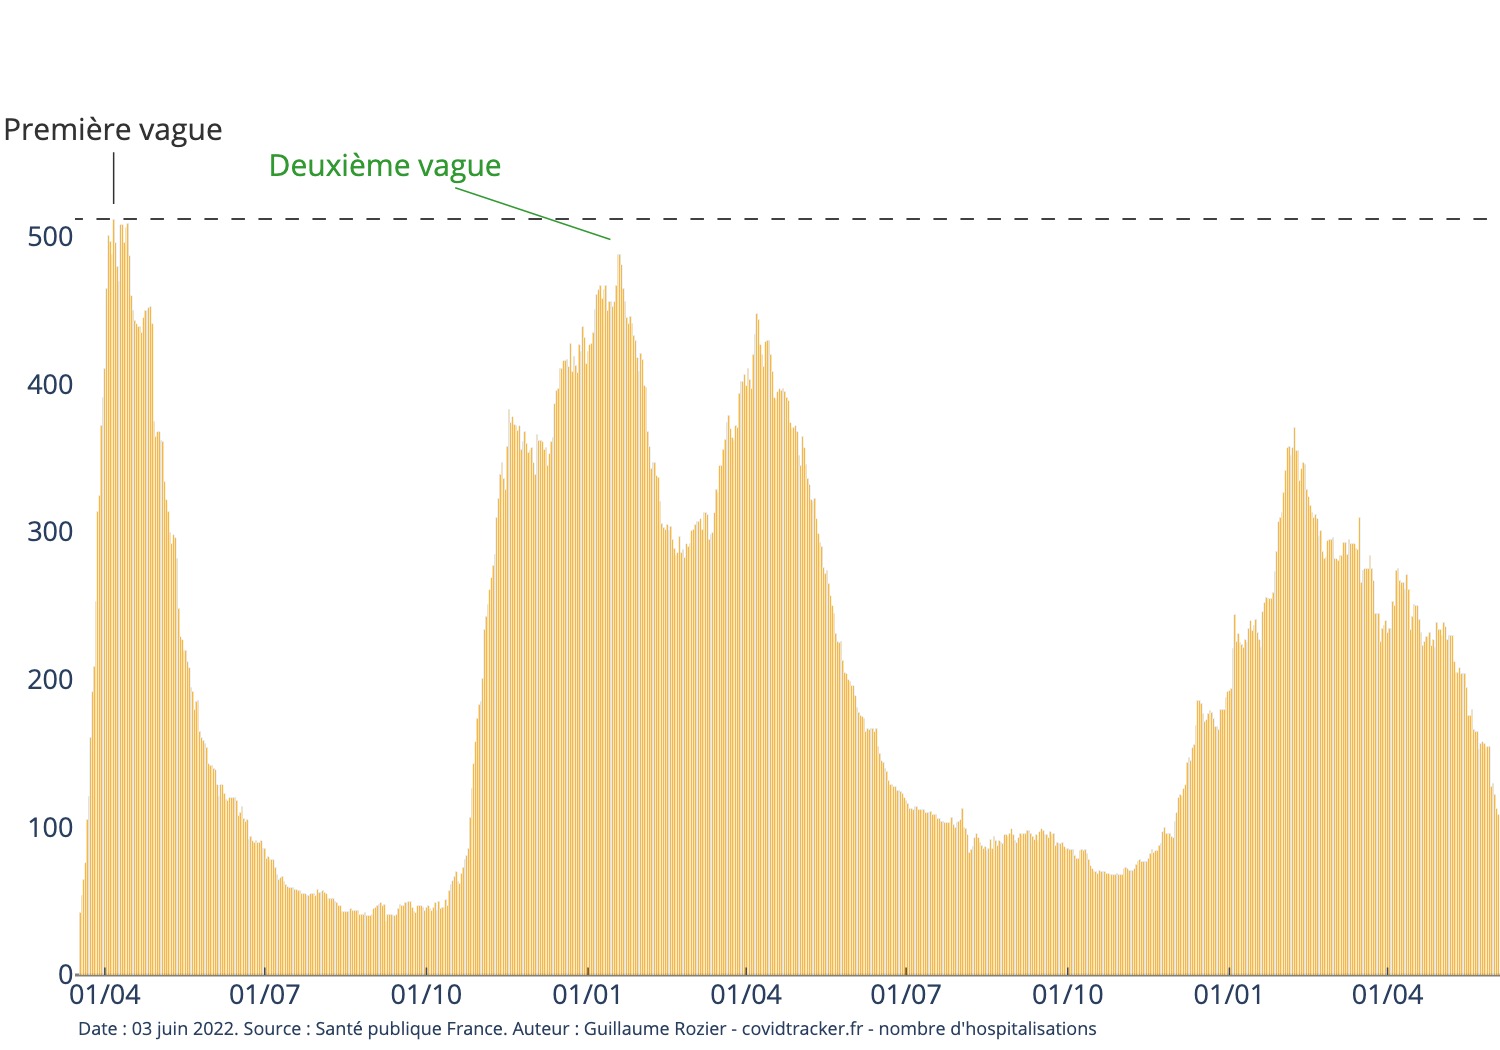 Première vague
Deuxième vague
500
400
300
200
100
0
01/04 01/07 01/10 01/01 01/04 01/07 01/10 01/01 01/04
Date : 03 juin 2022. Source : Santé publique France. Auteur : Guillaume Rozier - covidtracker.fr - nombre d'hospitalisations